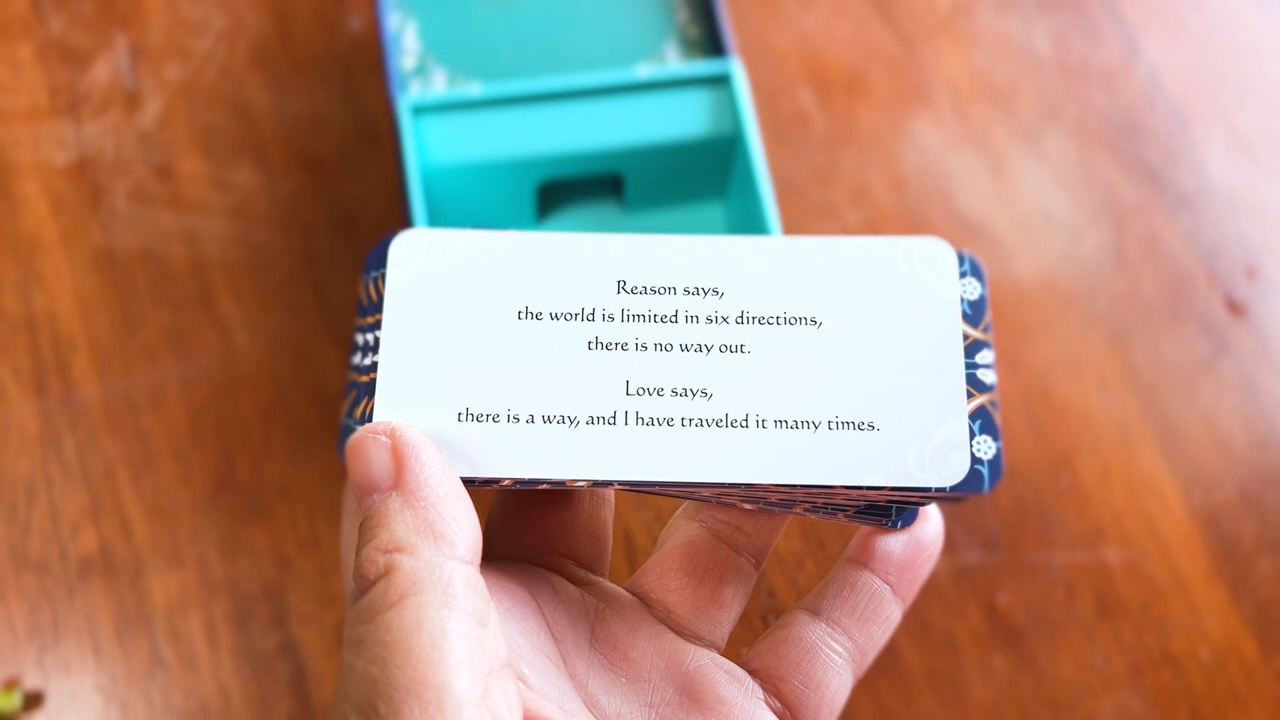 Reason says,
the world is limited in six directions,
there is no way out.
Love says,
there is a way, and I have traveled it many times.